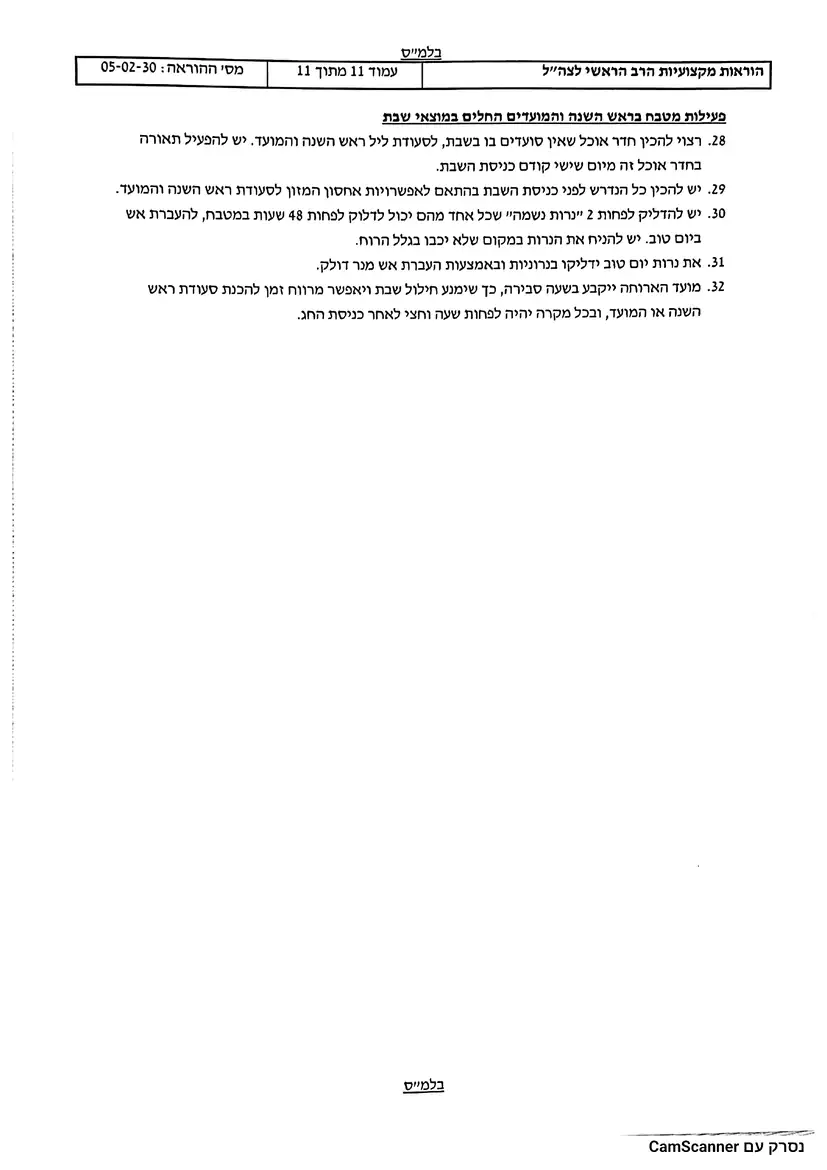 בלמ״ס
הוראות מקצועיות הרב הראשי לצה״ל
עמוד 11 מתוך 11
מס׳ ההוראה: 05-02-30
פעילות מטבח בראש השנה והמועדים החלים במוצאי שבת
28. רצוי להכין חדר אוכל שאין סועדים בו בשבת, לסעודת ליל ראש השנה והמועד. יש להפעיל תאורה
בחדר אוכל זה מיום שישי קודם כניסת השבת.
29. יש להכין כל הנדרש לפני כניסת השבת בהתאם לאפשרויות אחסון המזון לסעודת ראש השנה והמועד.
30. יש להדליק לפחות 2 ״נרות נשמה״ שכל אחד מהם יכול לדלוק לפחות 48 שעות במטבח, להעברת אש
ביום טוב. יש להניח את הנרות במקום שלא יכבו בגלל הרוח.
31. את נרות יום טוב ידליקו בנרוניות ובאמצעות העברת אש מנר דולק.
32. מועד הארוחה ייקבע בשעה סבירה, כך שימנע חילול שבת ויאפשר מרווח זמן להכנת סעודת ראש
השנה או המועד, ובכל מקרה יהיה לפחות שעה וחצי לאחר כניסת החג.
בלמ״ס
נסרק עם CamScanner